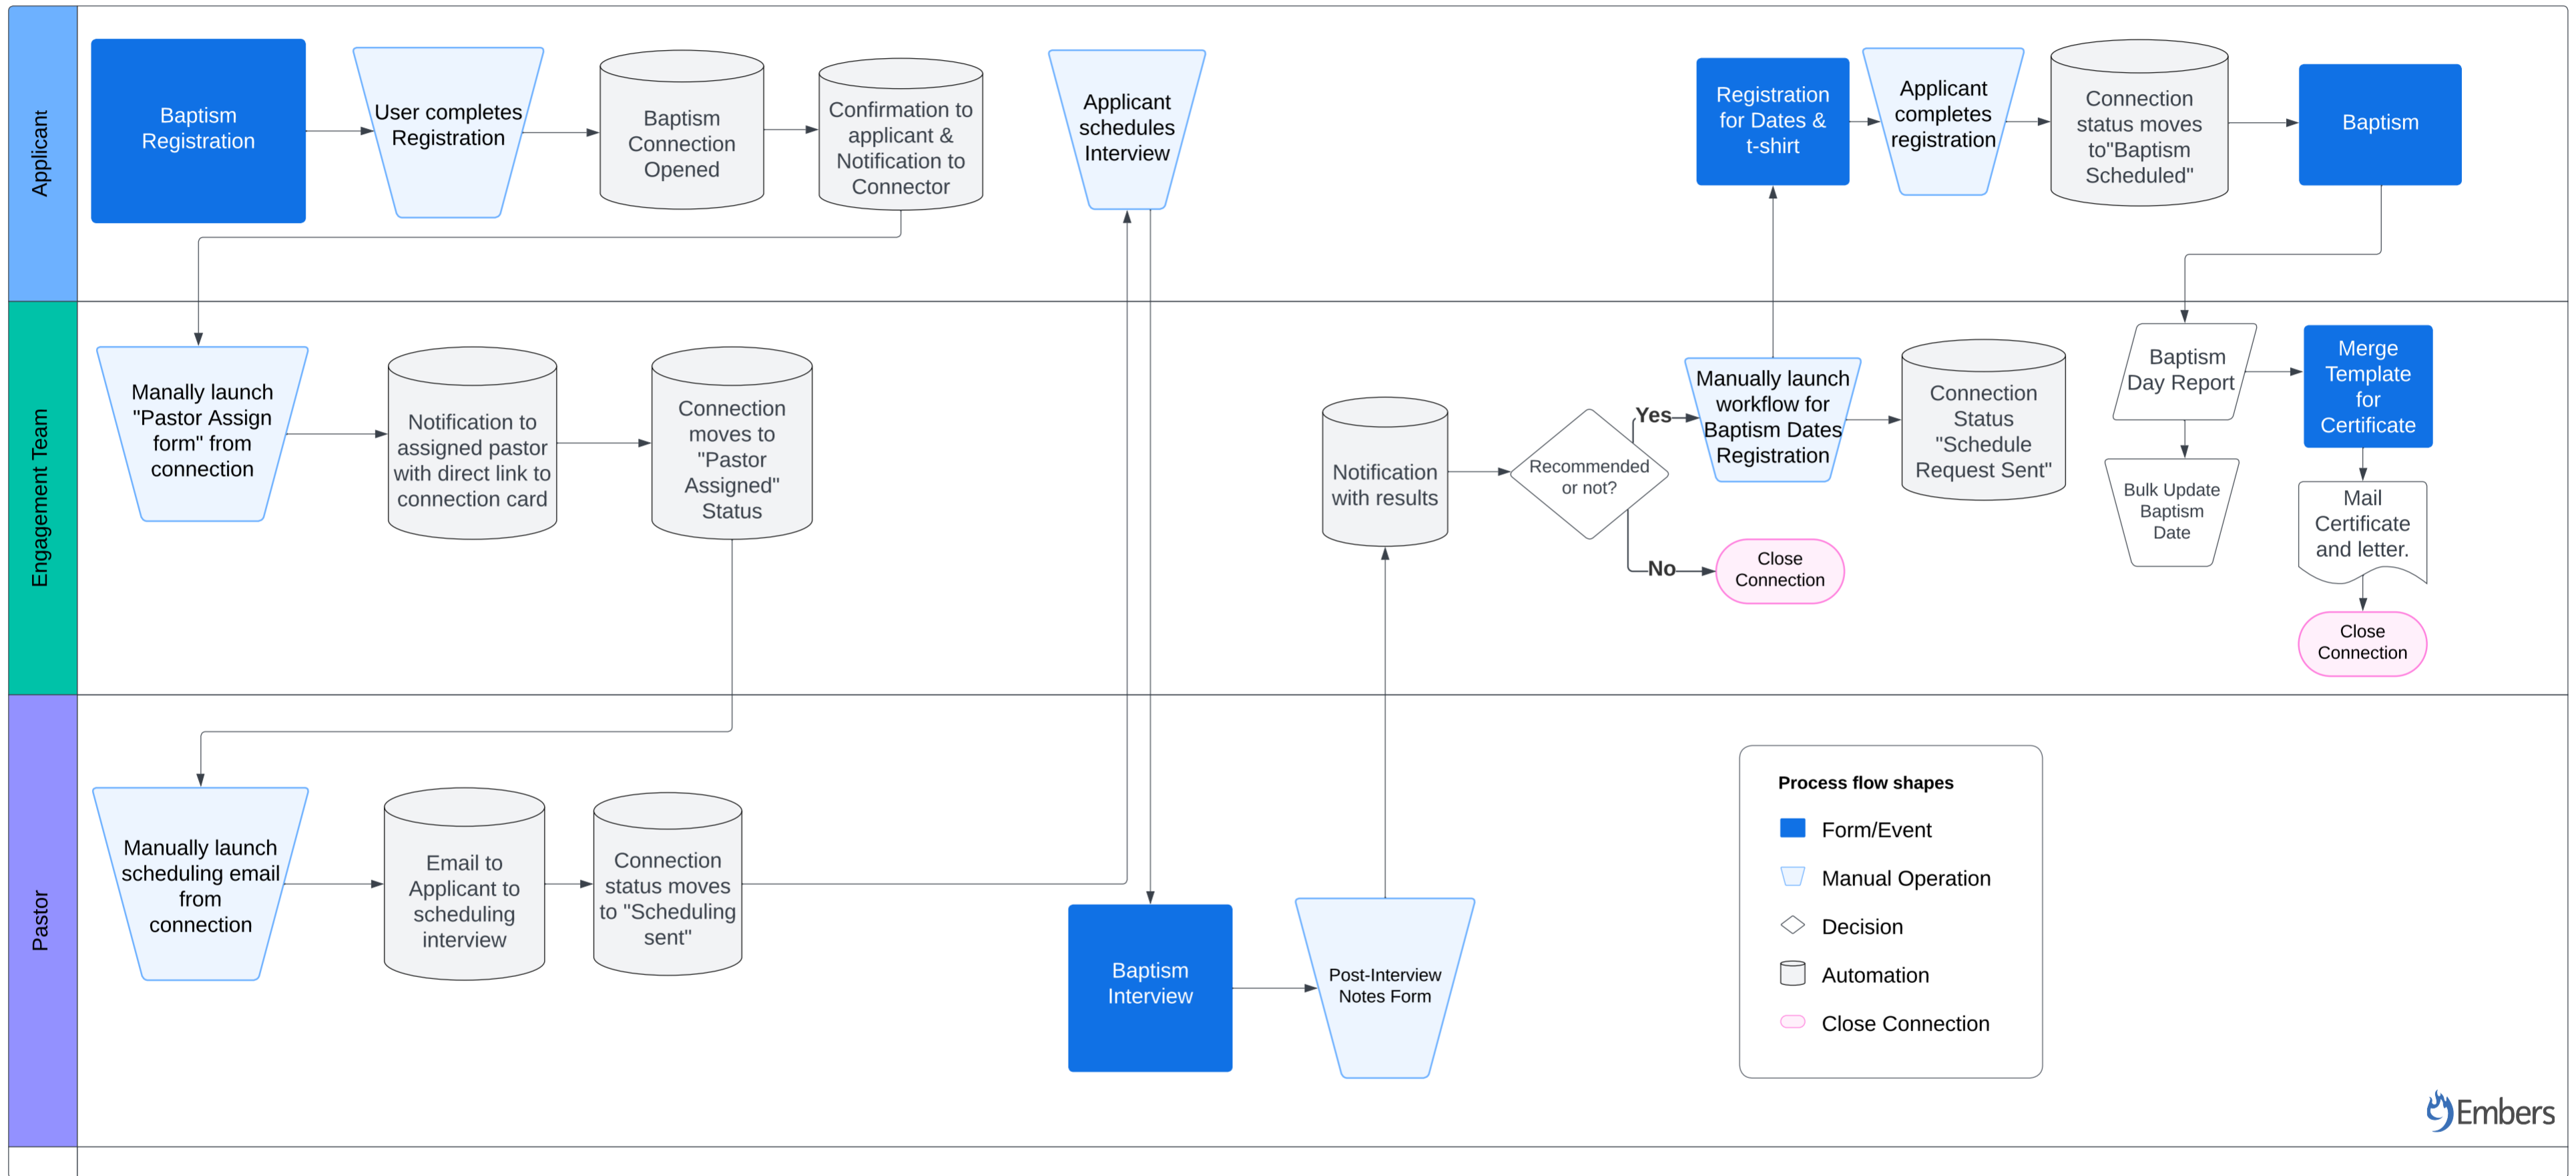 Applicant
Baptism
Registration
User completes
Registration
Baptism
Connection
Opened
Confirmation to
applicant &
Notification to
Connector
Applicant
schedules
Interview
Registration
for Dates &
t-shirt
Applicant
completes
registration
Connection
status moves
to"Baptism
Scheduled"
Baptism
Engagement Team
Manally launch
"Pastor Assign
form" from
connection
Notification to
assigned pastor
with direct link to
connection card
Connection
moves to
"Pastor
Assigned"
Status
Notification
with results
Recommended
or not?
Yes
No
Manually launch
workflow for
Baptism Dates
Registration
Close
Connection
Connection
Status
"Schedule
Request Sent"
Baptism
Day Report
Bulk Update
Baptism
Date
Merge
Template
for
Certificate
Mail
Certificate
and letter.
Close
Connection
Pastor
Manually launch
scheduling email
from
connection
Email to
Applicant to
scheduling
interview
Connection
status moves
to "Scheduling
sent"
Baptism
Interview
Post-Interview
Notes Form
Process flow shapes
Form/Event
Manual Operation
Decision
Automation
Close Connection
Embers